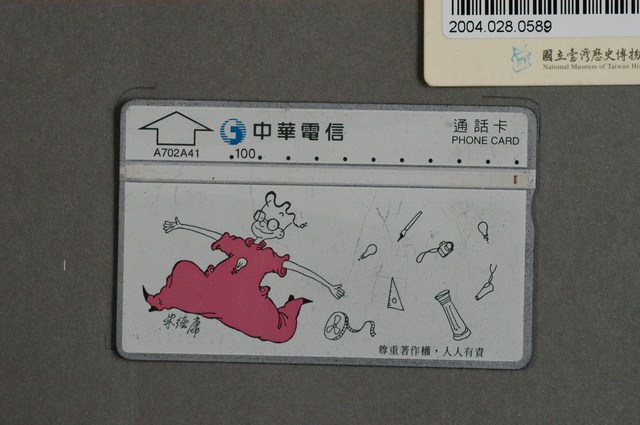 2004.028.0589
國立臺灣歷史博物
National Museum of Taiwan Hi
中華電信
通話卡
PHONE CARD
A702A41
100
朱德庸
尊重著作權，人人有責